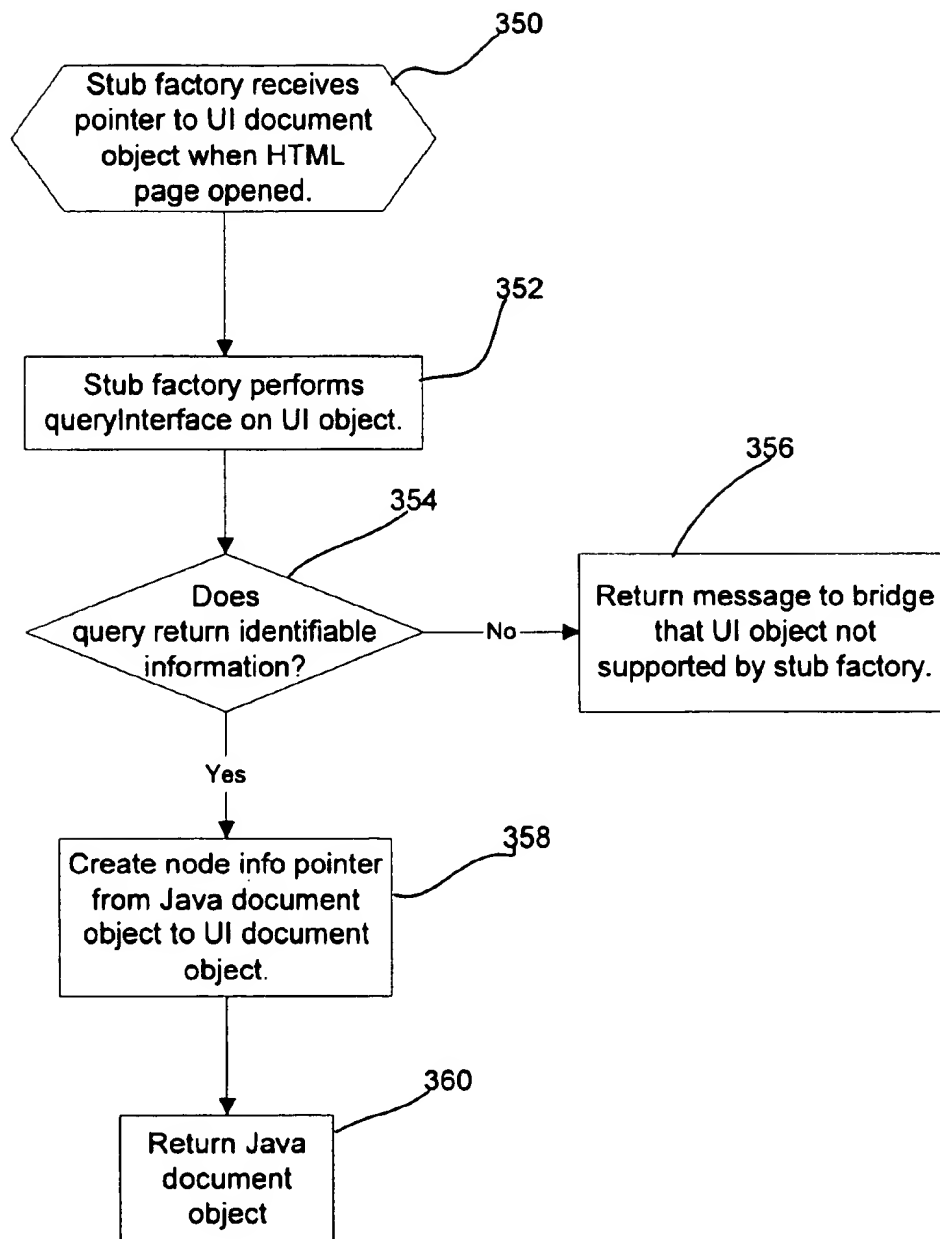 350
Stub factory receives
pointer to UI document
object when HTML
page opened.
352
Stub factory performs
queryInterface on UI object.
354
Does
query return identifiable
information?
No
356
Return message to bridge
that UI object not
supported by stub factory.
Yes
358
Create node info pointer
from Java document
object to UI document
object.
360
Return Java
document
object